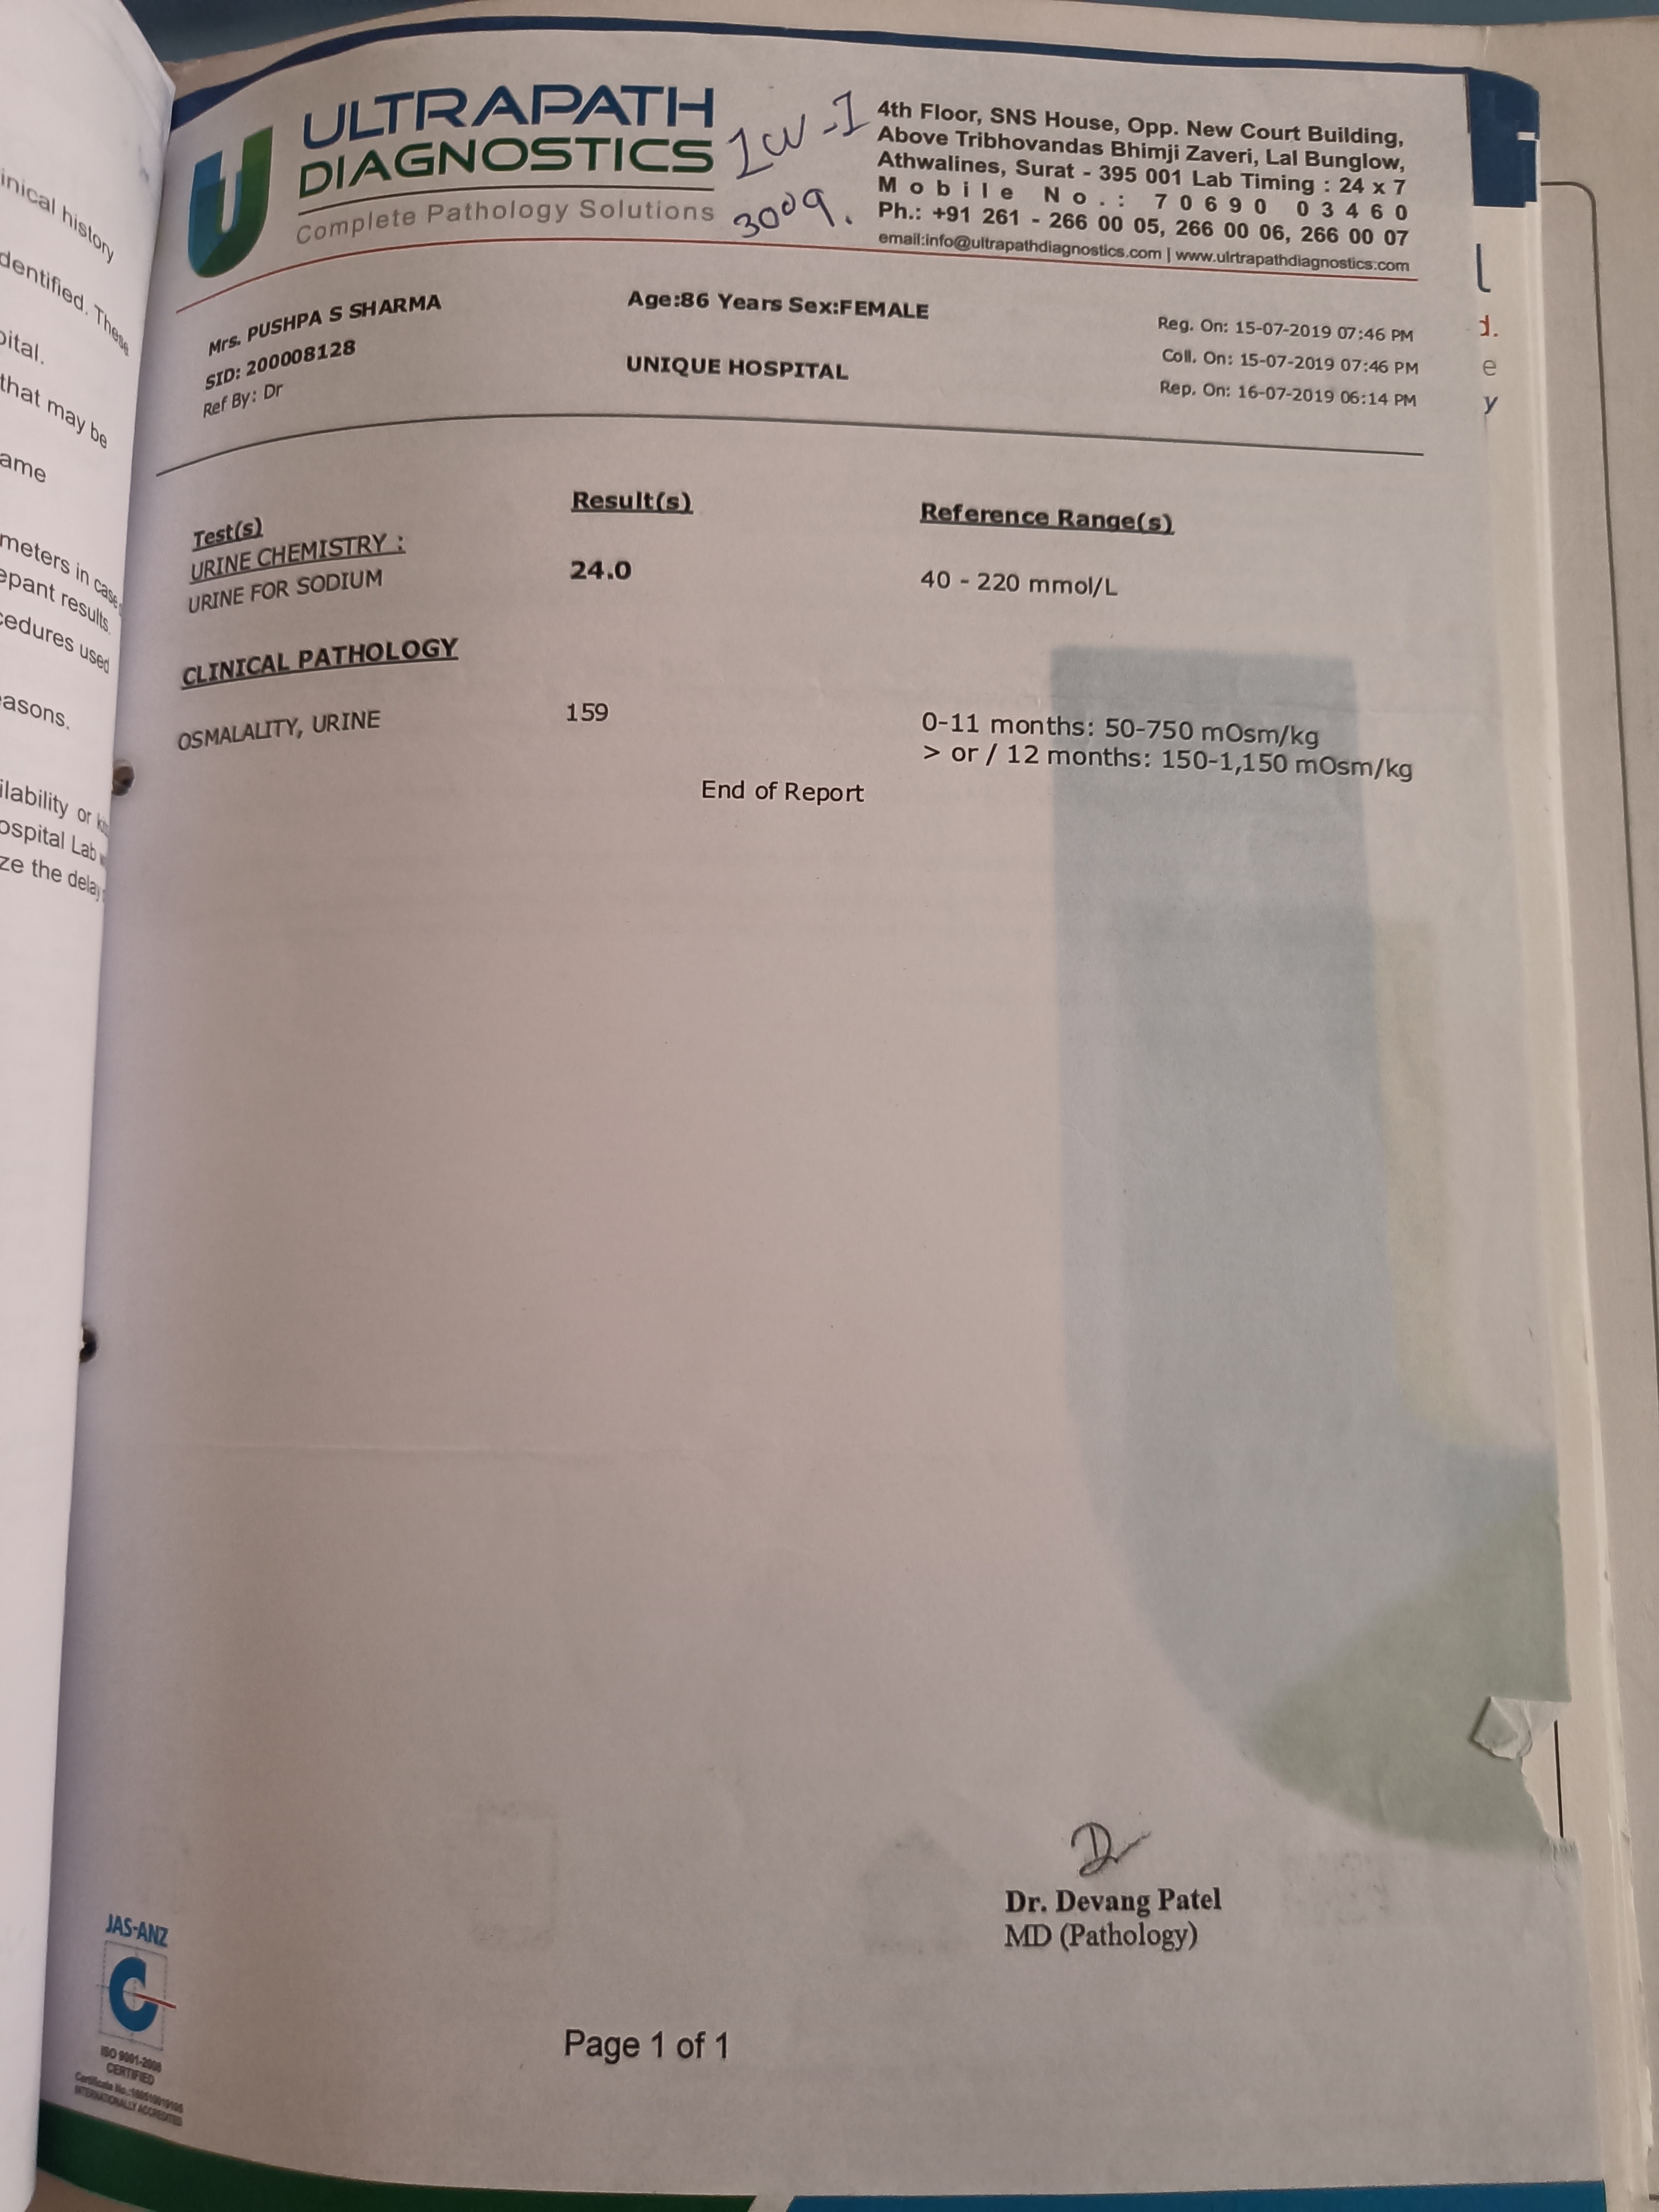 inical history
dentified. These
pital.
that may be
ame
meters in case
epant results.
cedures used
easons.
ilability or
ospital Lab
ze the delay
ULTRAPATH
DIAGNOSTICS
Complete Pathology Solutions
ICU-1
3009.
4th Floor, SNS House, Opp. New Court Building,
Above Tribhovandas Bhimji Zaveri, Lal Bunglow,
Athwalines, Surat - 395 001 Lab Timing : 24 x 7
Mobile No.: 70690 03460
Ph.: +91 261 - 266 00 05, 266 00 06, 266 00 07
email:info@ultrapathdiagnostics.com | www.ulrtrapathdiagnostics.com
l
d.
e
y
Mrs. PUSHPA S SHARMA Age:86 Years Sex:FEMALE Reg. On: 15-07-2019 07:46 PM
SID: 200008128 UNIQUE HOSPITAL Coll. On: 15-07-2019 07:46 PM
Ref By: Dr Rep. On: 16-07-2019 06:14 PM
Test(s) Result(s) Reference Range(s)
URINE CHEMISTRY :
URINE FOR SODIUM 24.0 40 - 220 mmol/L
CLINICAL PATHOLOGY
OSMALALITY, URINE 159 0-11 months: 50-750 mOsm/kg
> or / 12 months: 150-1,150 mOsm/kg
End of Report
Dr. Devang Patel
MD (Pathology)
JAS-ANZ
C
ISO 9001-2008
CERTIFIED
INTERNATIONALLY ACCREDITED
Page 1 of 1